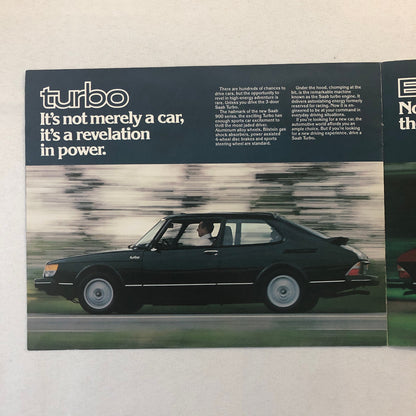 turbo
It's not merely a car,
it's a revelation
in power.
There are hundreds of chances to
drive cars, but the opportunity to
revel in high-energy adventure is
rare. Unless you drive the 3-door
Saab Turbo.
The hallmark of the new Saab
900 series, the exciting Turbo has
enough sports car excitement to
thrill the most jaded driver.
Aluminum alloy wheels, Bilstein gas
shock absorbers, power assisted
4-wheel disc brakes and sports
steering wheel are standard.
Under the hood, chomping at the
bit, is the remarkable machine
known as the Saab turbo engine. It
delivers astonishing energy formerly
reserved for racing. Now it is en-
gineered to be at your command in
everyday driving situations.
If you're looking for a new car, the
automotive world affords you an
ample choice. But if you're looking
for a new driving experience, drive a
Saab Turbo.
E
No
th
turbo